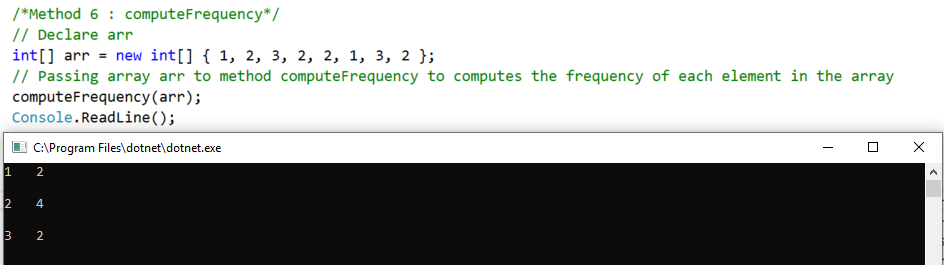 /*Method 6 : computeFrequency*/
// Declare arr
int[] arr = new int[] { 1, 2, 3, 2, 2, 1, 3, 2 };
// Passing array arr to method computeFrequency to computes the frequency of each element in the array
computeFrequency(arr);
Console.ReadLine();
C:\Program Files\dotnet\dotnet.exe
1 2
2 4
3 2